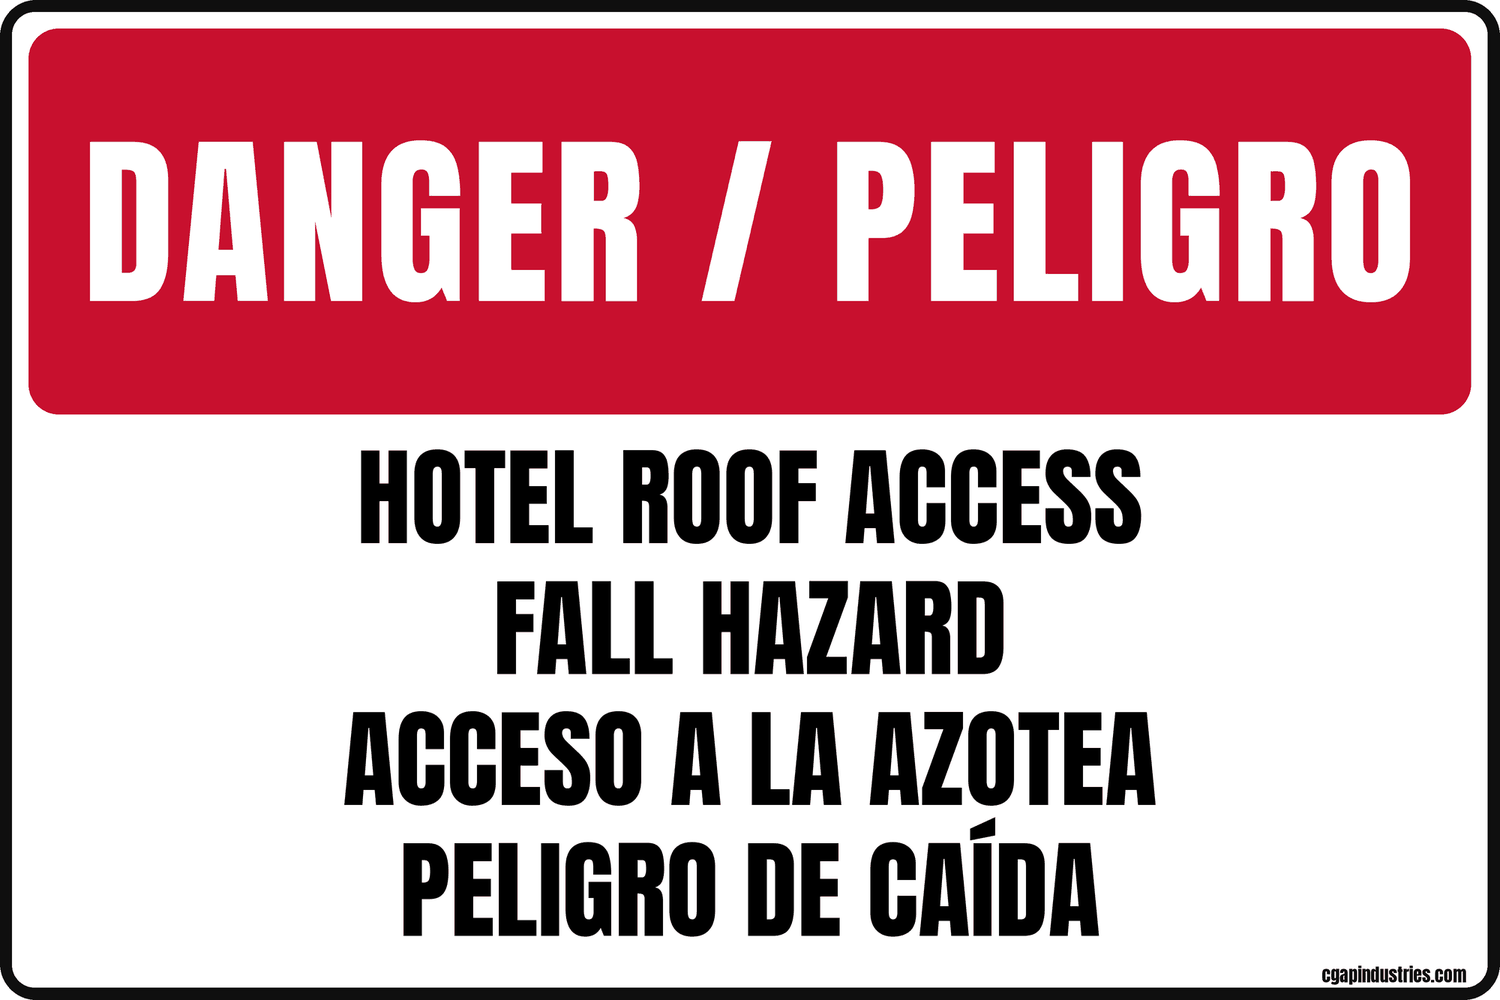 DANGER / PELIGRO
HOTEL ROOF ACCESS
FALL HAZARD
ACCESO A LA AZOTEA
PELIGRO DE CAÍDA
cgapindustries.com